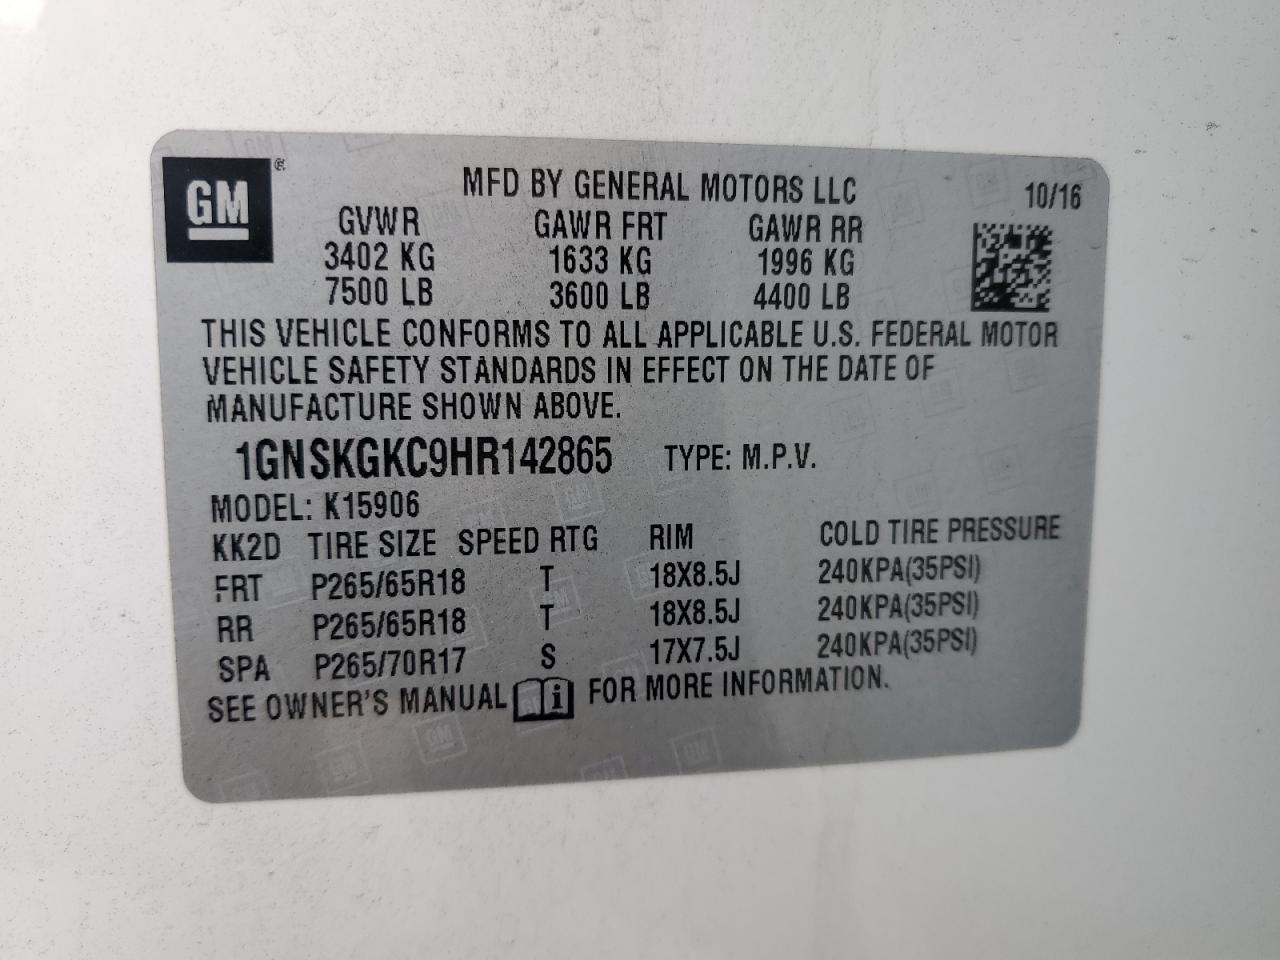 GM ®
MFD BY GENERAL MOTORS LLC 10/16
GVWR GAWR FRT GAWR RR
3402 KG 1633 KG 1996 KG
7500 LB 3600 LB 4400 LB
THIS VEHICLE CONFORMS TO ALL APPLICABLE U.S. FEDERAL MOTOR
VEHICLE SAFETY STANDARDS IN EFFECT ON THE DATE OF
MANUFACTURE SHOWN ABOVE.
1GNSKGKC9HR142865 TYPE: M.P.V.
MODEL: K15906
KK2D TIRE SIZE SPEED RTG RIM COLD TIRE PRESSURE
FRT P265/65R18 T 18X8.5J 240KPA(35PSI)
RR P265/65R18 T 18X8.5J 240KPA(35PSI)
SPA P265/70R17 S 17X7.5J 240KPA(35PSI)
SEE OWNER'S MANUAL i FOR MORE INFORMATION.